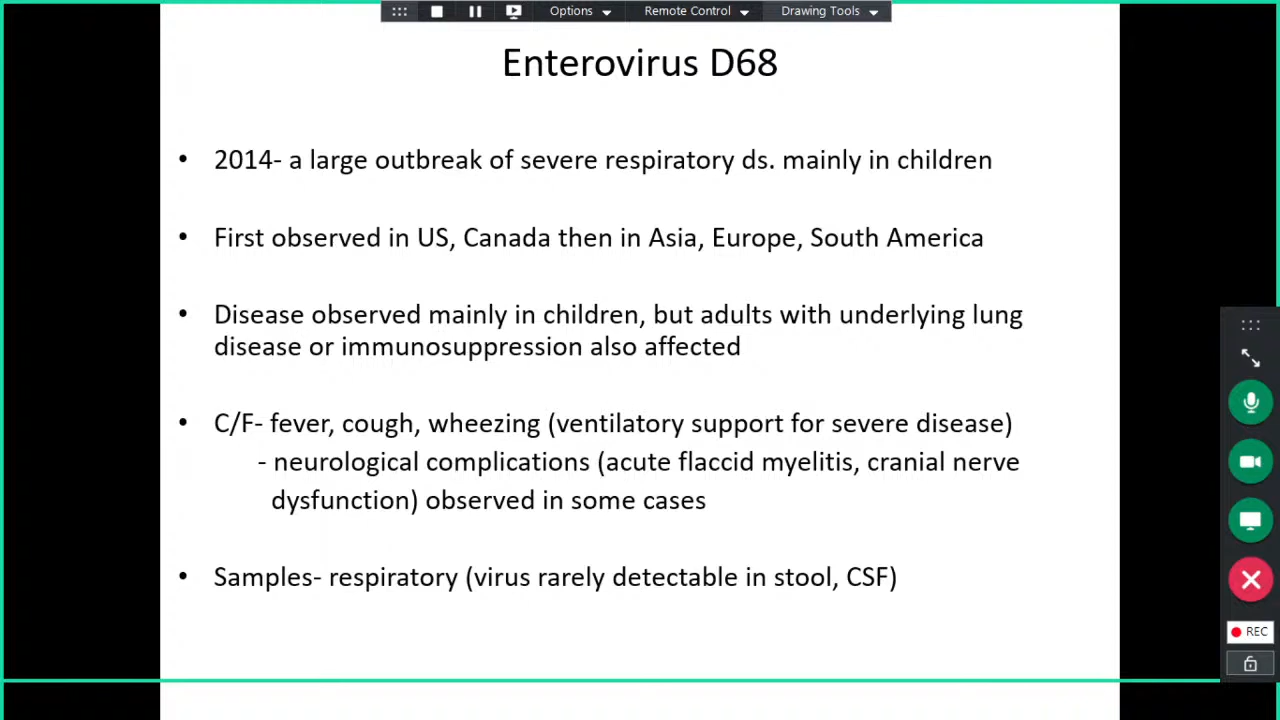 Options
Remote Control
Drawing Tools
Enterovirus D68
• 2014- a large outbreak of severe respiratory ds. mainly in children
• First observed in US, Canada then in Asia, Europe, South America
• Disease observed mainly in children, but adults with underlying lung
disease or immunosuppression also affected
• C/F- fever, cough, wheezing (ventilatory support for severe disease)
- neurological complications (acute flaccid myelitis, cranial nerve
dysfunction) observed in some cases
• Samples- respiratory (virus rarely detectable in stool, CSF)
REC